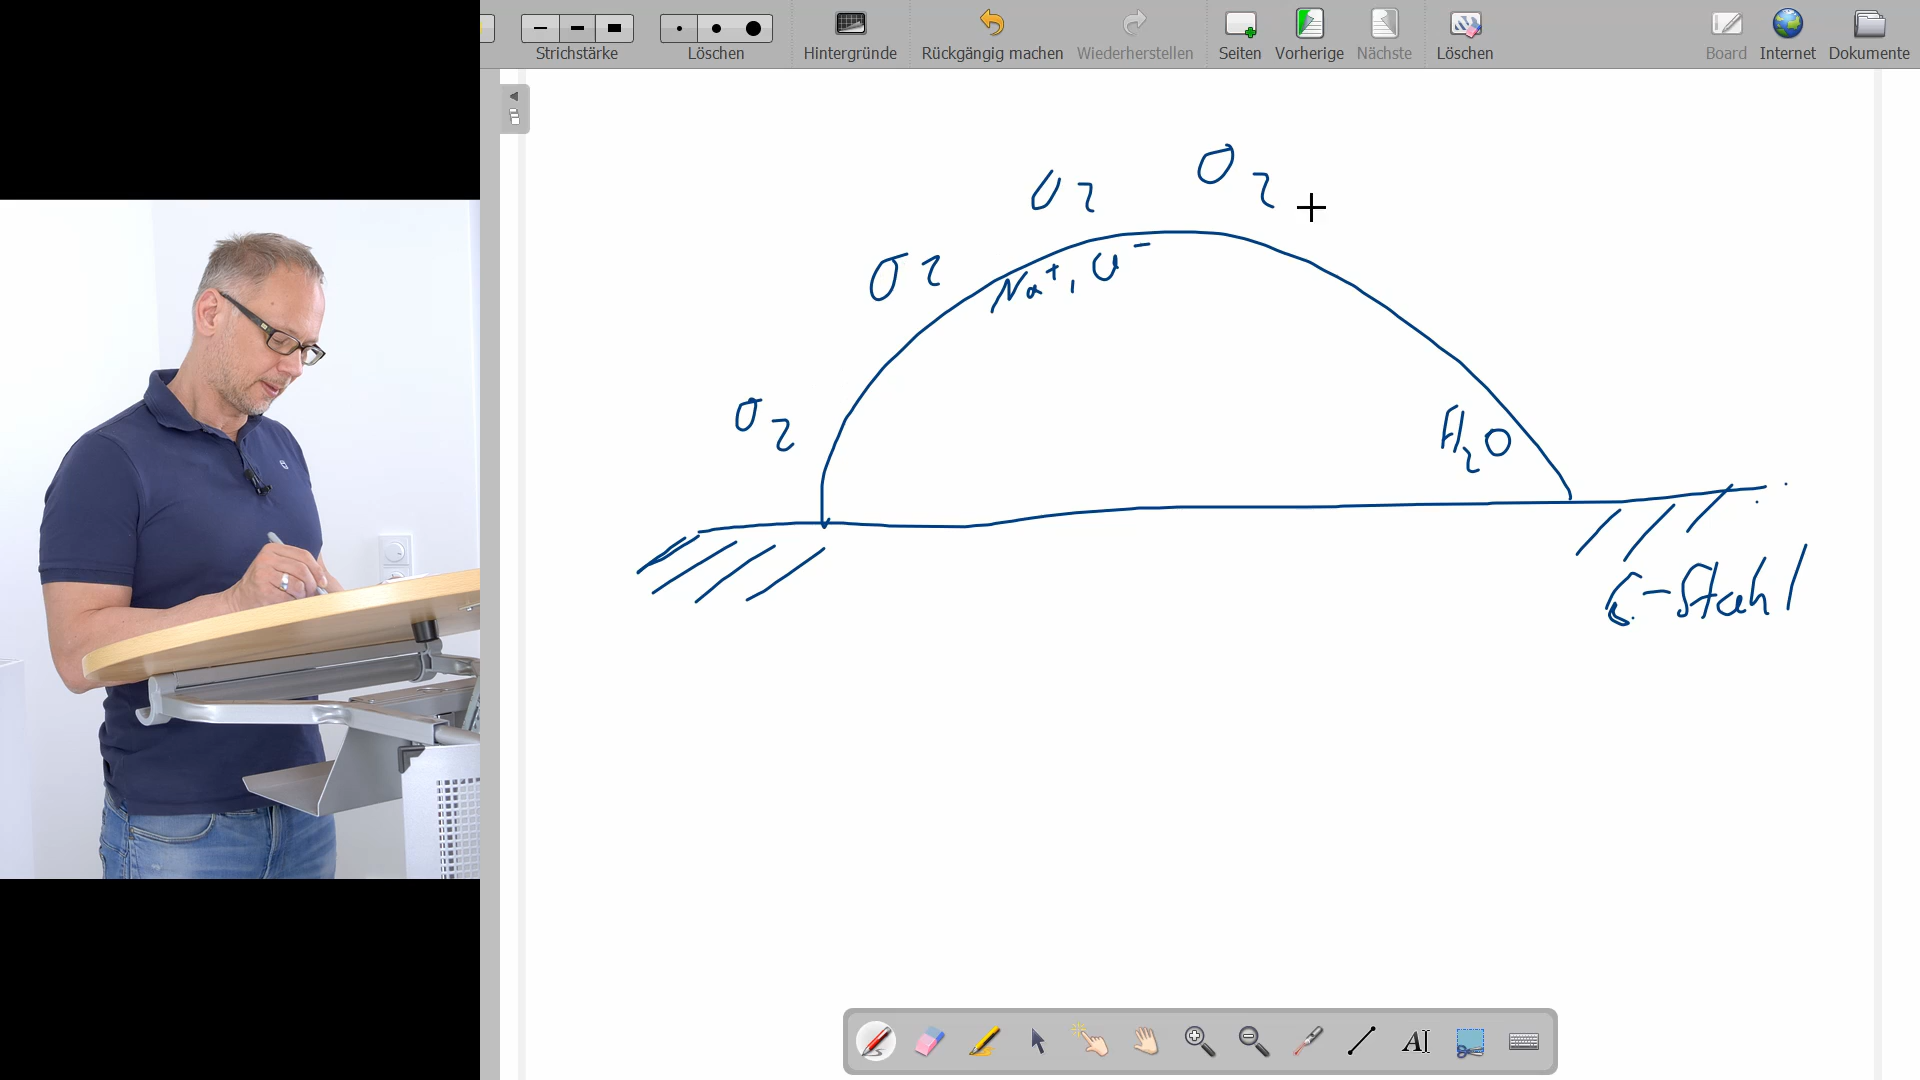 Strichstärke Löschen Hintergründe Rückgängig machen Wiederherstellen Seiten Vorherige Nächste Löschen Board Internet Dokumente
O2
O2
O2
Na+, Cl-
O2
H2O
C-Stahl
AI